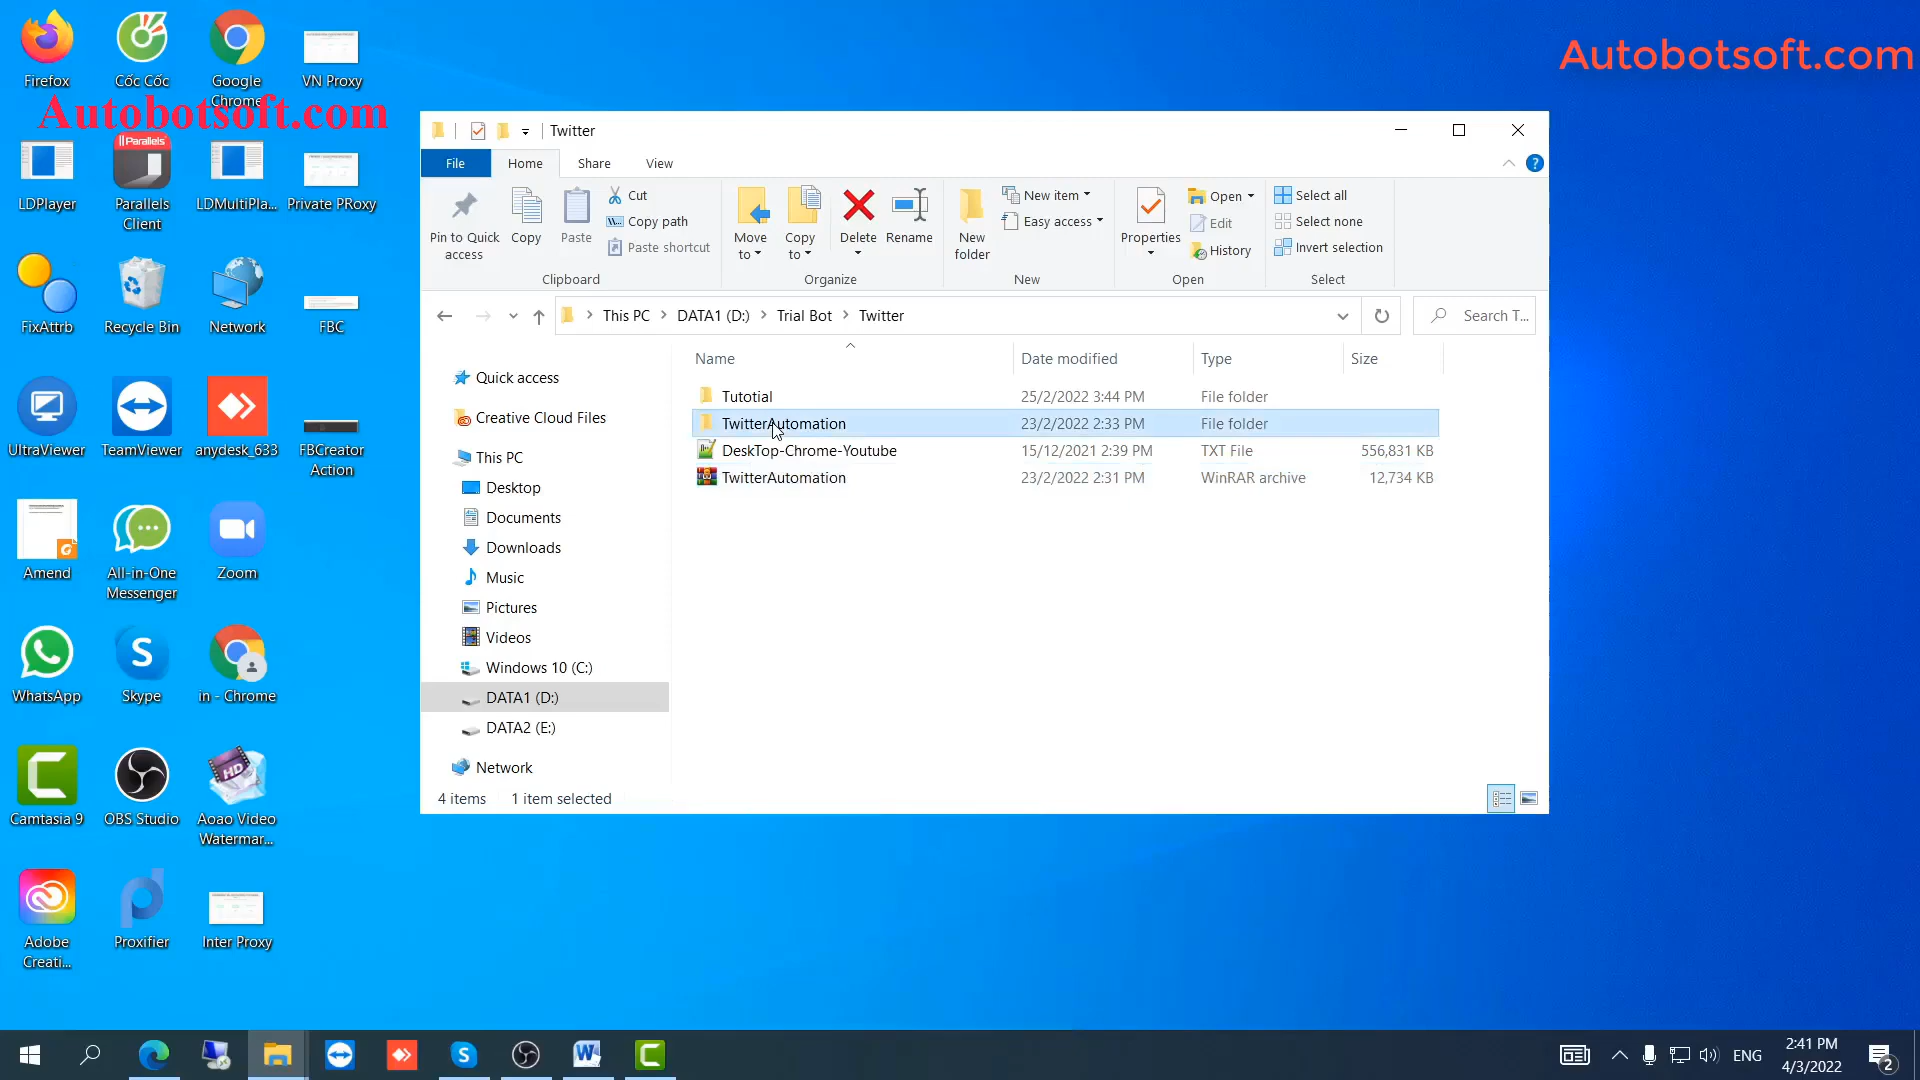 Autobotsoft.com
Firefox
Cốc Cốc
Google
Chrome
VN Proxy
Autobotsoft.com
LDPlayer
Parallels
Parallels
Client
LDMultiPla...
Private PRoxy
FixAttrb
Recycle Bin
Network
FBC
UltraViewer
TeamViewer
anydesk_633
FBCreator
Action
Amend
All-in-One
Messenger
Zoom
WhatsApp
Skype
in - Chrome
Camtasia 9
OBS Studio
Aoao Video
Watermar...
Adobe
Creati...
Proxifier
Inter Proxy
Twitter
File
Home
Share
View
Pin to Quick
access
Copy
Paste
Cut
Copy path
Paste shortcut
Clipboard
Move
to
Copy
to
Delete
Rename
Organize
New
folder
New item
Easy access
New
Properties
Open
Edit
History
Open
Select all
Select none
Invert selection
Select
This PC
DATA1 (D:)
Trial Bot
Twitter
Search T...
Name
Date modified
Type
Size
Tutotial
25/2/2022 3:44 PM
File folder
TwitterAutomation
23/2/2022 2:33 PM
File folder
DeskTop-Chrome-Youtube
15/12/2021 2:39 PM
TXT File
556,831 KB
TwitterAutomation
23/2/2022 2:31 PM
WinRAR archive
12,734 KB
Quick access
Creative Cloud Files
This PC
Desktop
Documents
Downloads
Music
Pictures
Videos
Windows 10 (C:)
DATA1 (D:)
DATA2 (E:)
Network
4 items
1 item selected
ENG
2:41 PM
4/3/2022
2